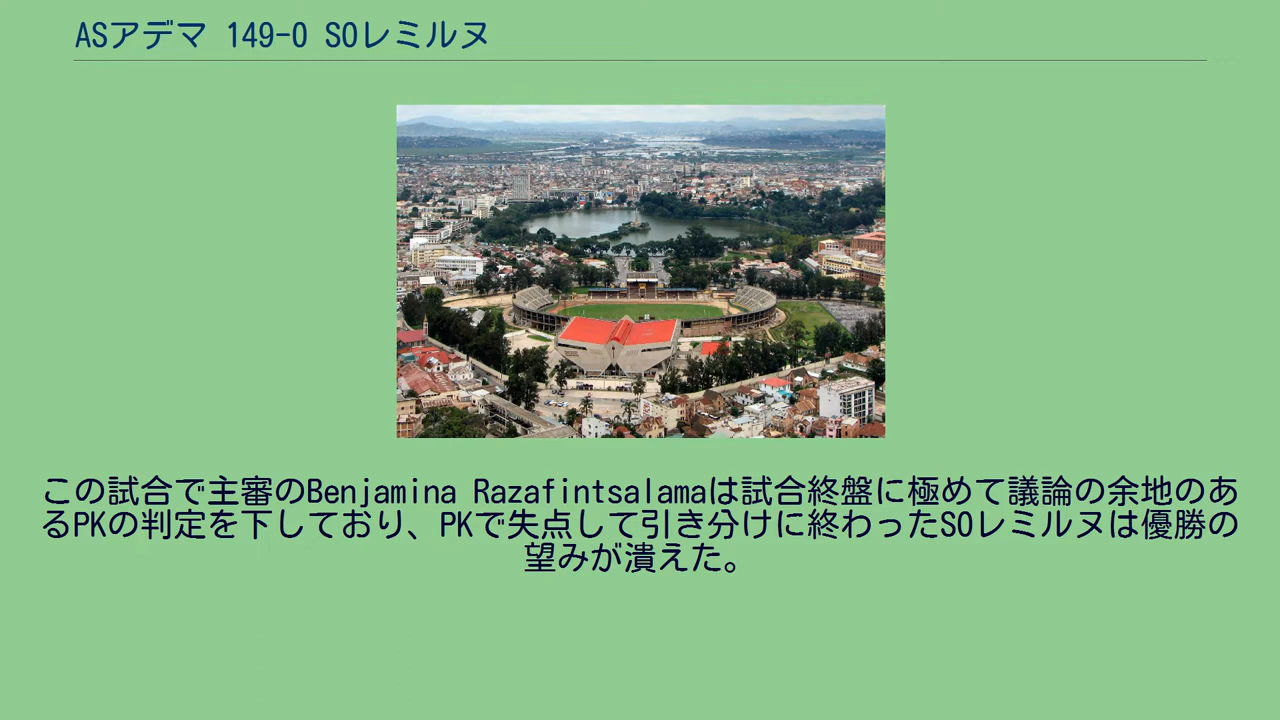 ASアデマ 149-0 SOレミルヌ
この試合で主審のBenjamina Razafintsalamaは試合終盤に極めて議論の余地のあ
るPKの判定を下しており、PKで失点して引き分けに終わったSOレミルヌは優勝の
望みが潰えた。